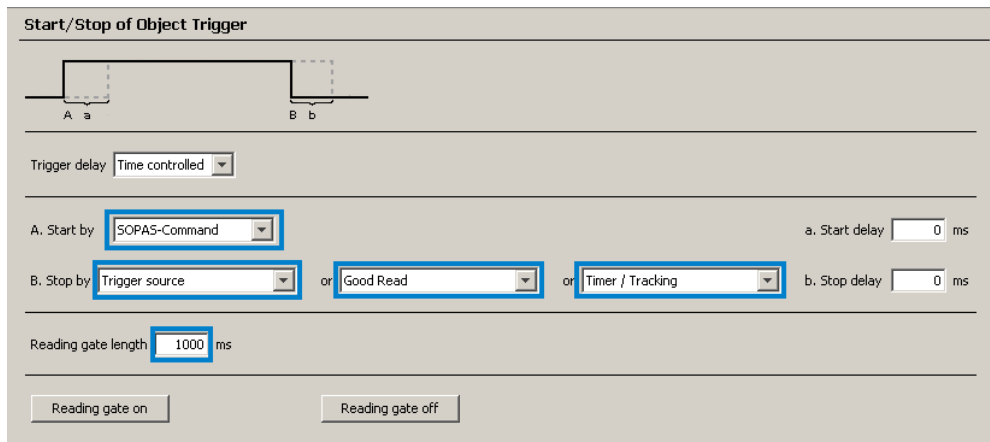 Start/Stop of Object Trigger
A a B b
Trigger delay Time controlled
A. Start by SOPAS-Command a. Start delay 0 ms
B. Stop by Trigger source or Good Read or Timer / Tracking b. Stop delay 0 ms
Reading gate length 1000 ms
Reading gate on Reading gate off